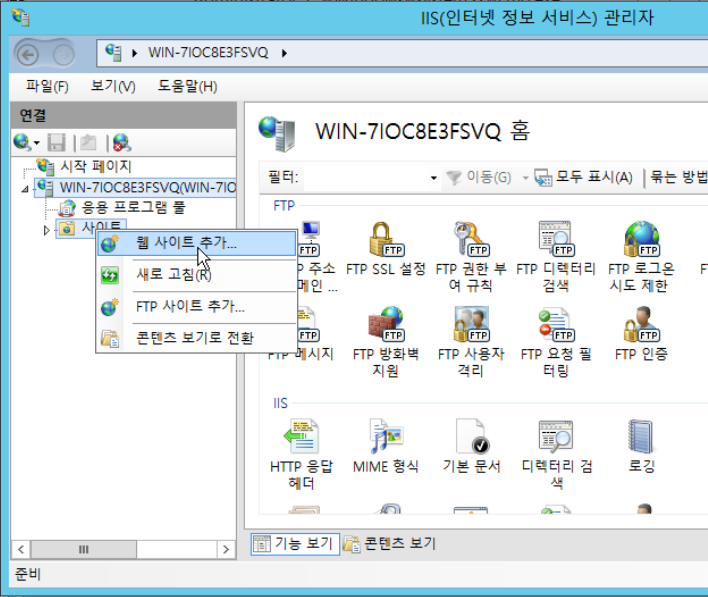 IIS(인터넷 정보 서비스) 관리자
WIN-7IOC8E3FSVQ
파일(F) 보기(V) 도움말(H)
연결
시작 페이지
WIN-7IOC8E3FSVQ(WIN-7IO
응용 프로그램 풀
사이트
웹 사이트 추가...
새로 고침(R)
FTP 사이트 추가...
콘텐츠 보기로 전환
WIN-7IOC8E3FSVQ 홈
필터: 이동(G) 모두 표시(A) 묶는 방법
FTP
FTP FTP FTP FTP FTP
주소 FTP SSL 설정 FTP 권한 부 FTP 디렉터리 FTP 로그온
메인 ... 여 규칙 검색 시도 제한
FTP FTP FTP FTP FTP
FTP 메시지 FTP 방화벽 FTP 사용자 FTP 요청 필 FTP 인증
지원 격리 터링
IIS
HTTP 응답 MIME 형식 기본 문서 디렉터리 검 로깅
헤더 색
기능 보기 콘텐츠 보기
준비